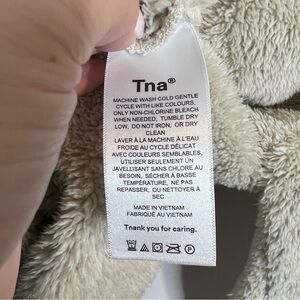 Tna®
MACHINE WASH COLD GENTLE
CYCLE WITH LIKE COLOURS,
ONLY NON-CHLORINE BLEACH
WHEN NEEDED, TUMBLE DRY
LOW, DO NOT IRON, OR DRY
CLEAN
LAVER À LA MACHINE À L'EAU
FROIDE AU CYCLE DÉLICAT
AVEC COULEURS SEMBLABLES,
UTILISER SEULEMENT UN
JAVELLISANT SANS CHLORE AU
BESOIN, SÉCHER À BASSE
TEMPÉRATURE, NE PAS
REPASSER, OU NETTOYER À
SEC
MADE IN VIETNAM
FABRIQUÉ AU VIETNAM
Tnank you for caring.
P